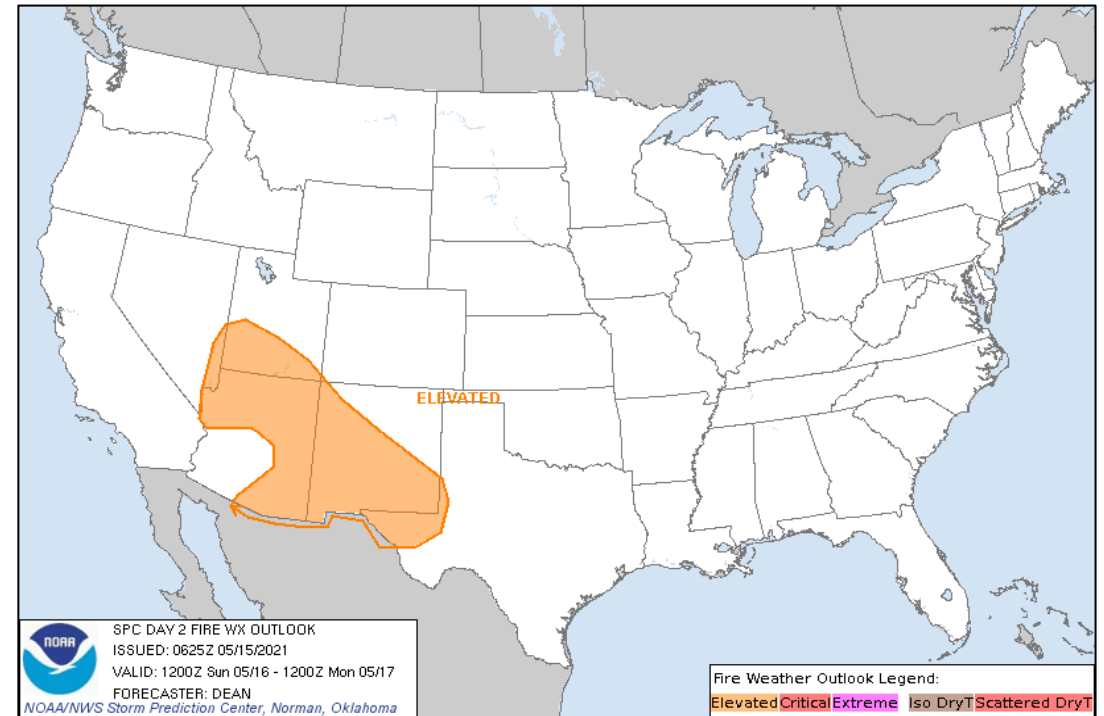 ELEVATED
NOAA
SPC DAY 2 FIRE WX OUTLOOK
ISSUED: 0625Z 05/15/2021
VALID: 1200Z Sun 05/16 - 1200Z Mon 05/17
FORECASTER: DEAN
NOAA/NWS Storm Prediction Center, Norman, Oklahoma
Fire Weather Outlook Legend:
Elevated Critical Extreme Iso DryT Scattered DryT